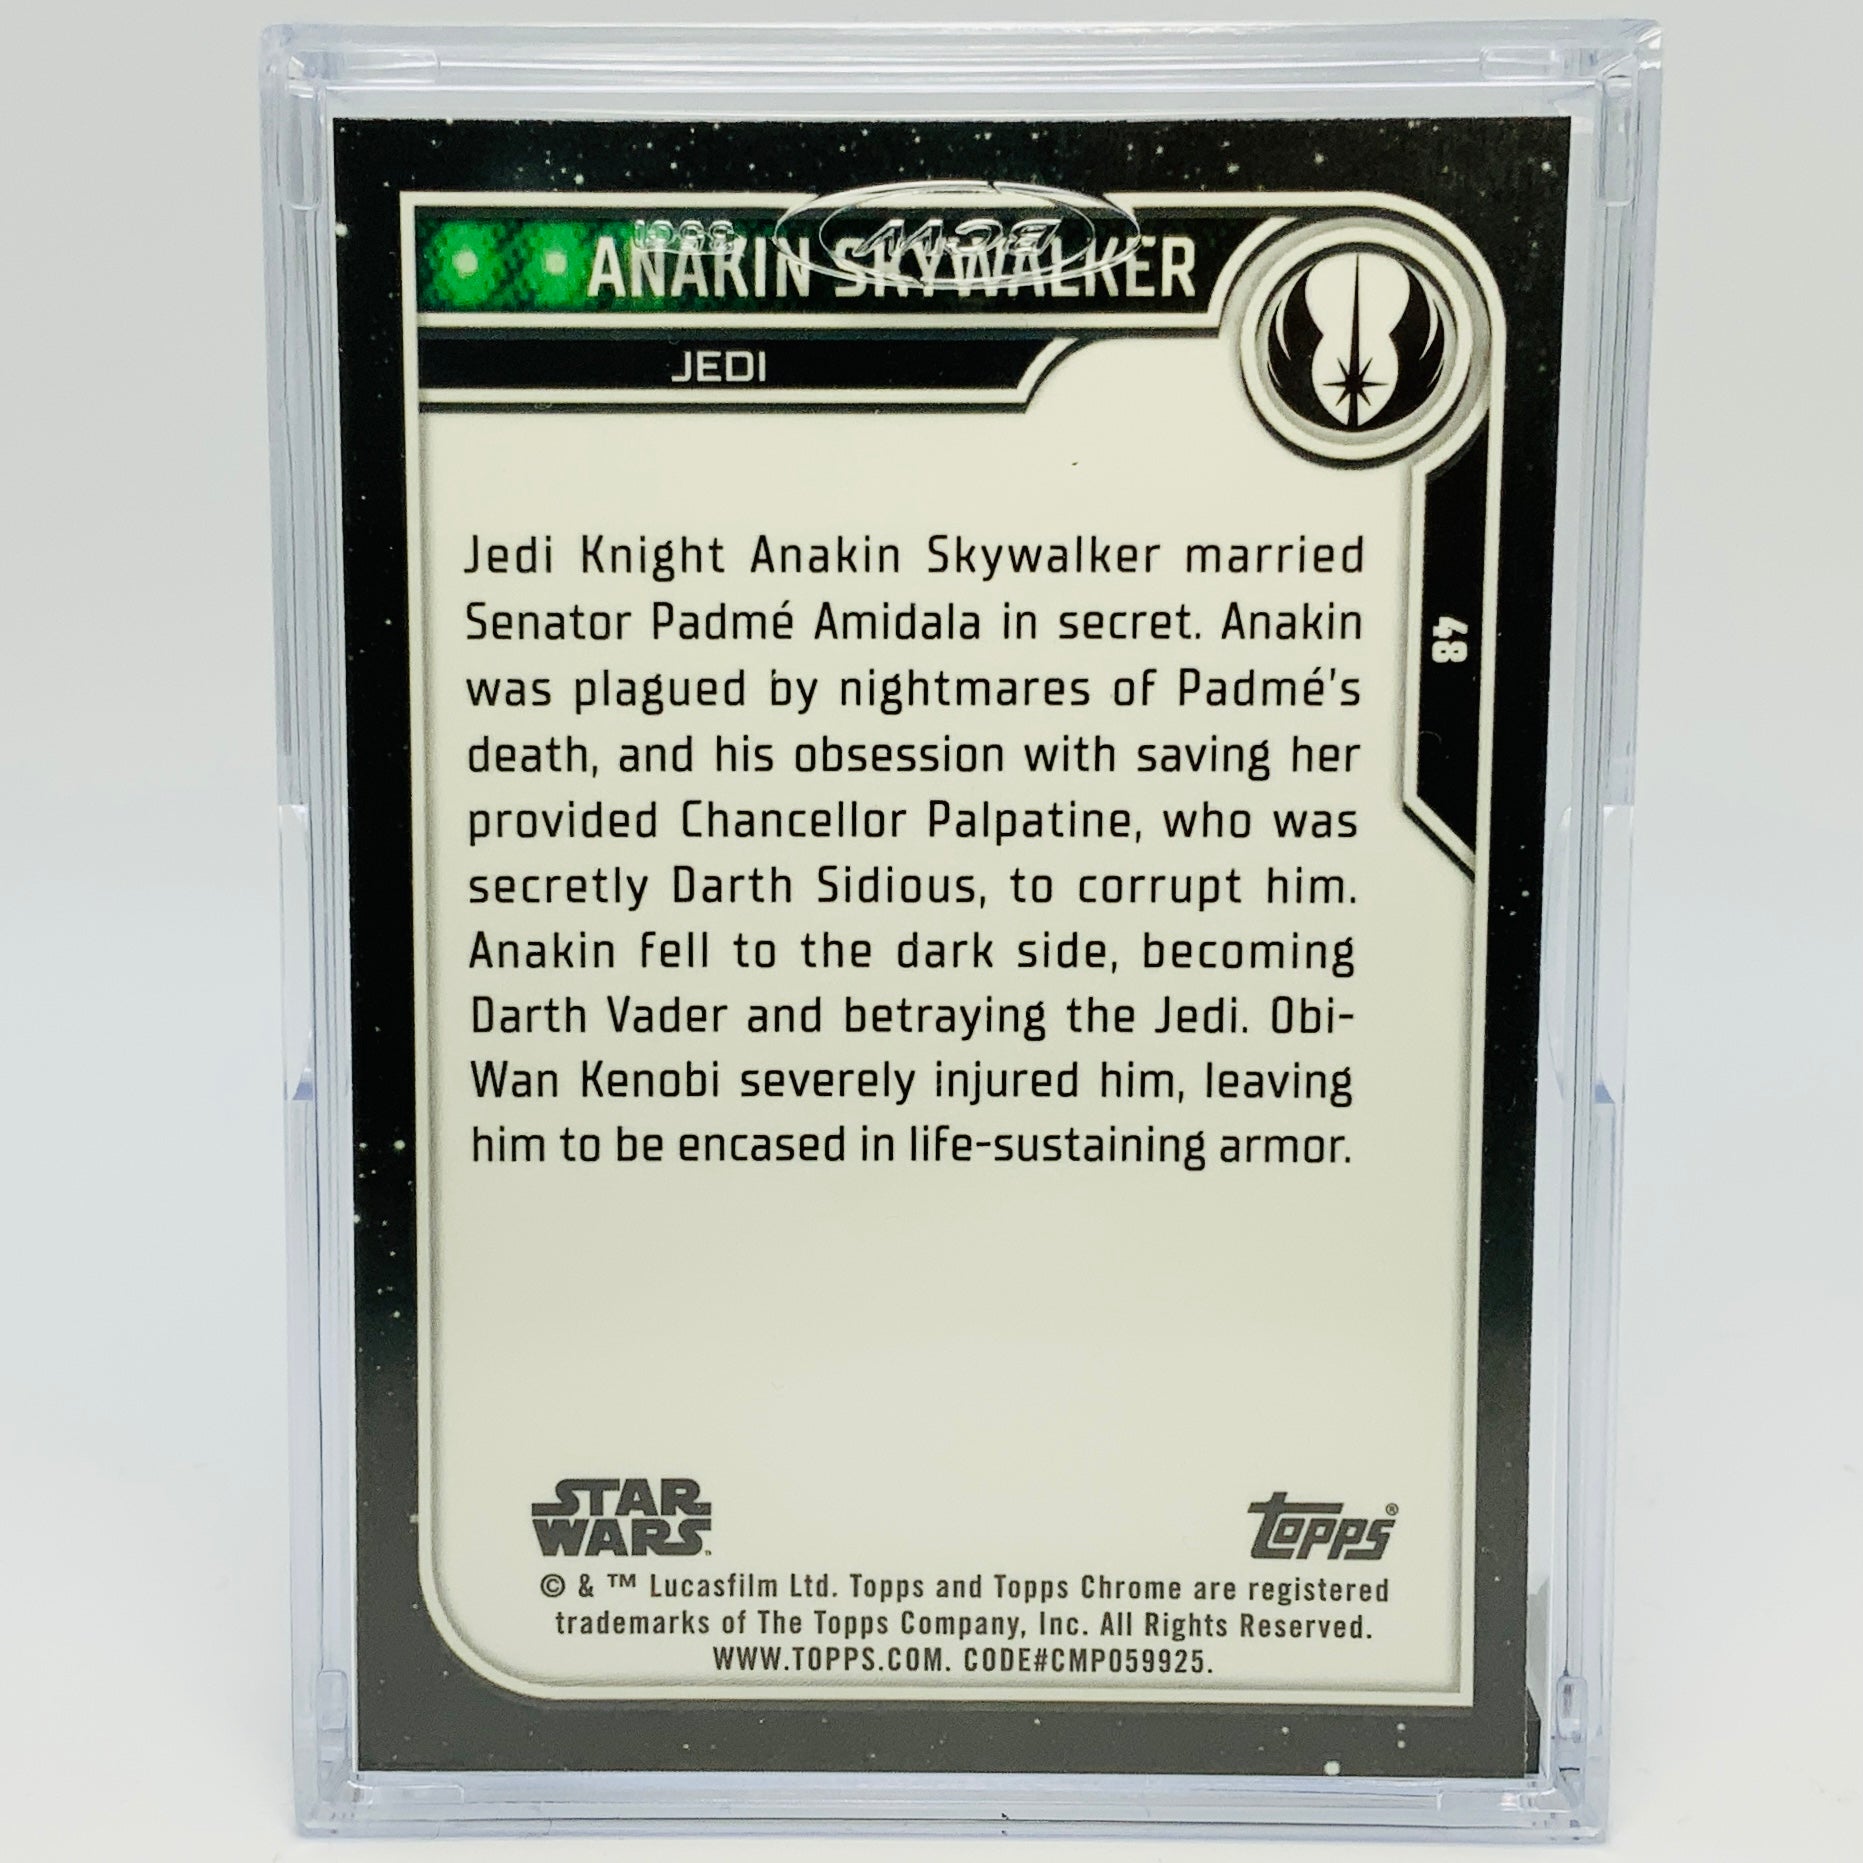 ANAKIN SKYWALKER
BCW
JEDI
48
Jedi Knight Anakin Skywalker married
Senator Padmé Amidala in secret. Anakin
was plagued by nightmares of Padmé's
death, and his obsession with saving her
provided Chancellor Palpatine, who was
secretly Darth Sidious, to corrupt him.
Anakin fell to the dark side, becoming
Darth Vader and betraying the Jedi. Obi-
Wan Kenobi severely injured him, leaving
him to be encased in life-sustaining armor.
STAR
WARS
Topps®
© & ™ Lucasfilm Ltd. Topps and Topps Chrome are registered
trademarks of The Topps Company, Inc. All Rights Reserved.
WWW.TOPPS.COM. CODE#CMP059925.